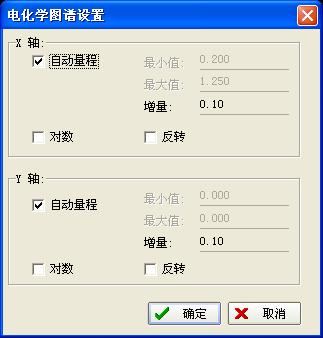 电化学图谱设置
X 轴:
自动量程
最小值: 0.200
最大值: 1.250
增量: 0.10
对数 反转
Y 轴:
自动量程
最小值: 0.000
最大值: 0.000
增量: 0.10
对数 反转
确定 取消